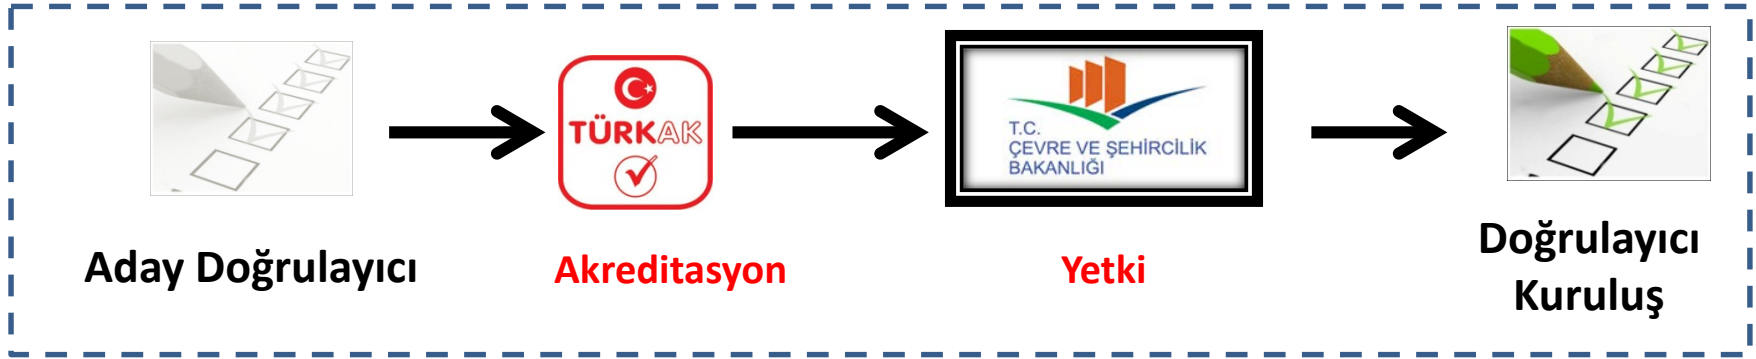 TÜRKAK
T.C.
ÇEVRE VE ŞEHİRCİLİK
BAKANLIĞI
Aday Doğrulayıcı
Akreditasyon
Yetki
Doğrulayıcı
Kuruluş